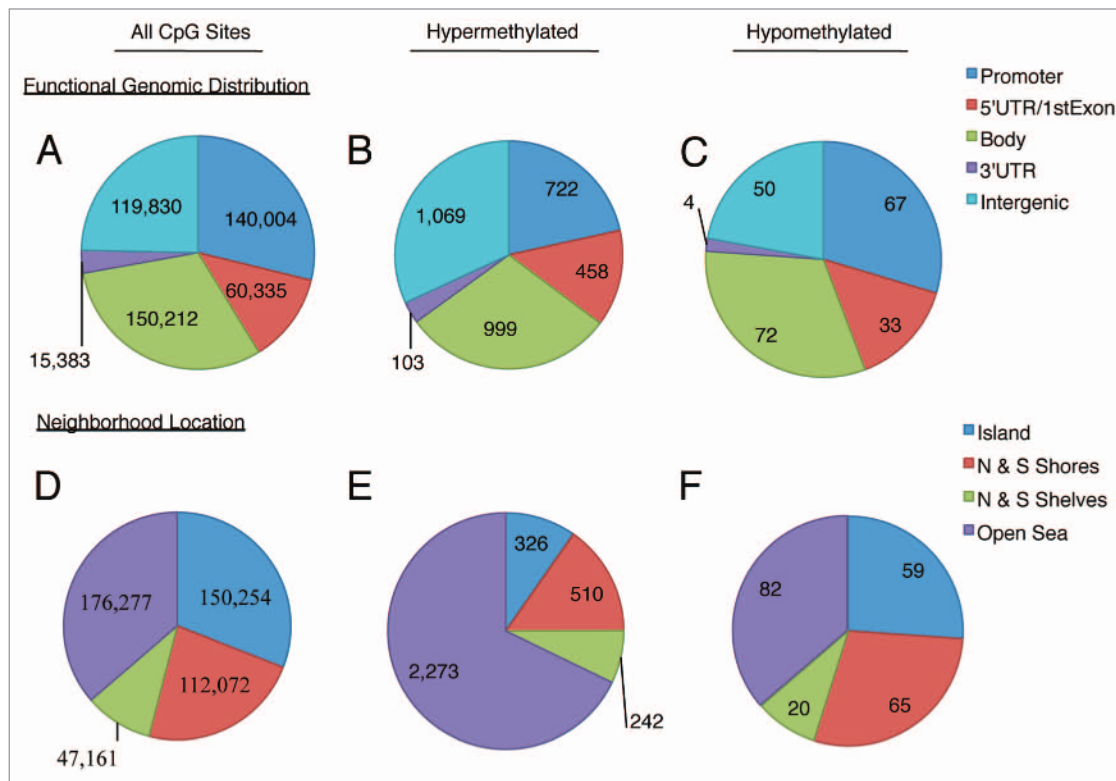 All CpG Sites
Hypermethylated
Hypomethylated
Functional Genomic Distribution
Promoter
5'UTR/1stExon
Body
3'UTR
Intergenic
A
119,830
140,004
60,335
150,212
15,383
B
722
1,069
458
999
103
C
50
67
4
33
72
Neighborhood Location
Island
N & S Shores
N & S Shelves
Open Sea
D
176,277
150,254
112,072
47,161
E
326
510
2,273
242
F
59
82
20
65